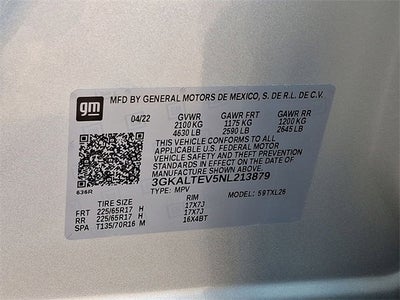 gm
MFD BY GENERAL MOTORS DE MEXICO, S. DE R.L. DE C.V.
04/22 GVWR GAWR FRT GAWR RR
2100 KG 1175 KG 1200 KG
4630 LB 2590 LB 2645 LB
THIS VEHICLE CONFORMS TO ALL
APPLICABLE U.S. FEDERAL MOTOR
VEHICLE SAFETY, BUMPER, AND THEFT PREVENTION
STANDARDS IN EFFECT ON THE DATE OF
MANUFACTURE SHOWN ABOVE.
3GKALTEV5NL213879
TYPE: MPV MODEL: 59TXL26
636R
TIRE SIZE RIM
FRT 225/65R17 H 17X7J
RR 225/65R17 H 17X7J
SPA T135/70R16 M 16X4BT